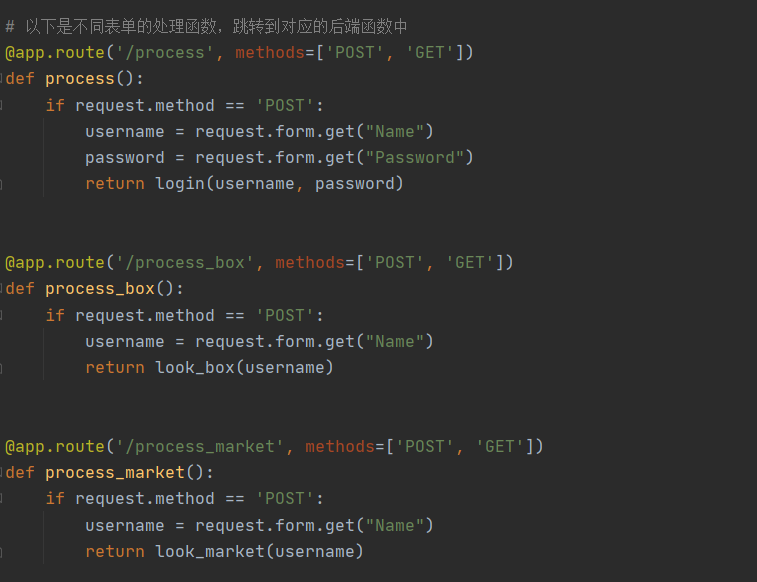 # 以下是不同表单的处理函数，跳转到对应的后端函数中
@app.route('/process', methods=['POST', 'GET'])
def process():
    if request.method == 'POST':
        username = request.form.get("Name")
        password = request.form.get("Password")
        return login(username, password)
@app.route('/process_box', methods=['POST', 'GET'])
def process_box():
    if request.method == 'POST':
        username = request.form.get("Name")
        return look_box(username)
@app.route('/process_market', methods=['POST', 'GET'])
def process_market():
    if request.method == 'POST':
        username = request.form.get("Name")
        return look_market(username)